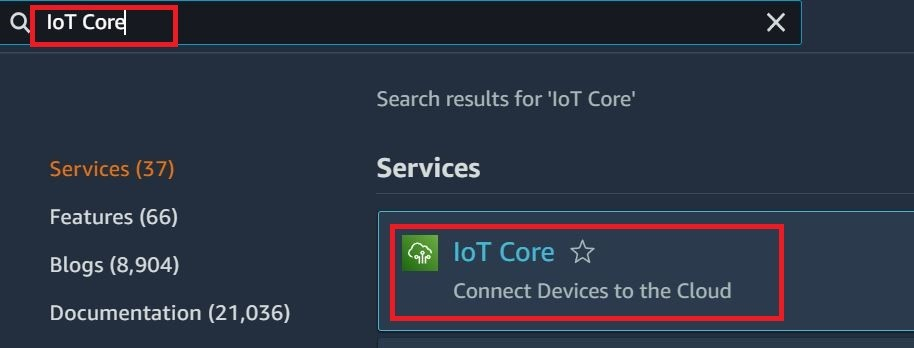 IoT Core
Search results for 'IoT Core'
Services (37)
Features (66)
Blogs (8,904)
Documentation (21,036)
Services
IoT Core
Connect Devices to the Cloud